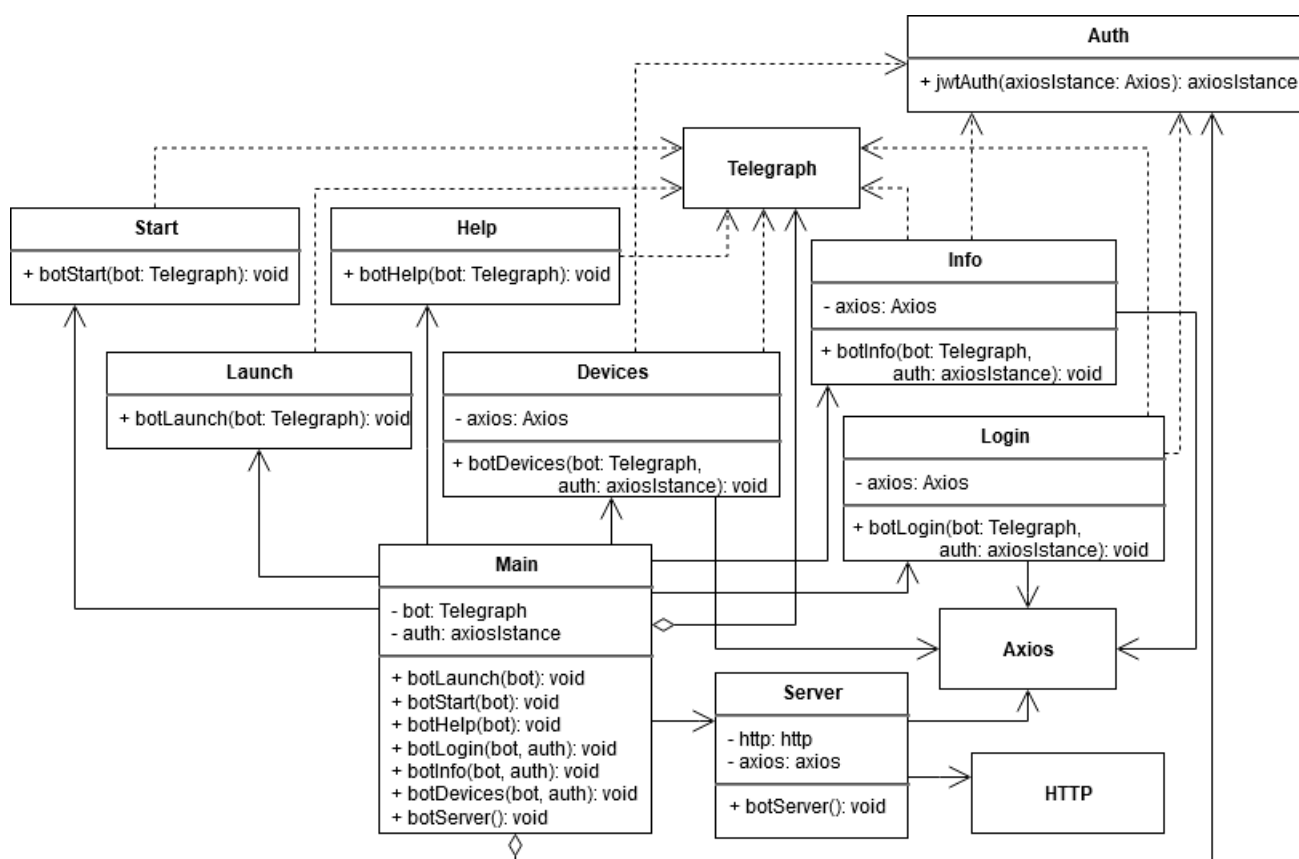 Auth
+ jwtAuth(axiosIstance: Axios): axiosIstance
Telegraph
Start
+ botStart(bot: Telegraph): void
Help
+ botHelp(bot: Telegraph): void
Info
- axios: Axios
+ botInfo(bot: Telegraph,
auth: axiosIstance): void
Launch
+ botLaunch(bot: Telegraph): void
Devices
- axios: Axios
+ botDevices(bot: Telegraph,
auth: axiosIstance): void
Login
- axios: Axios
+ botLogin(bot: Telegraph,
auth: axiosIstance): void
Main
- bot: Telegraph
- auth: axiosIstance
+ botLaunch(bot): void
+ botStart(bot): void
+ botHelp(bot): void
+ botLogin(bot, auth): void
+ botInfo(bot, auth): void
+ botDevices(bot, auth): void
+ botServer(): void
Axios
Server
- http: http
- axios: axios
+ botServer(): void
HTTP